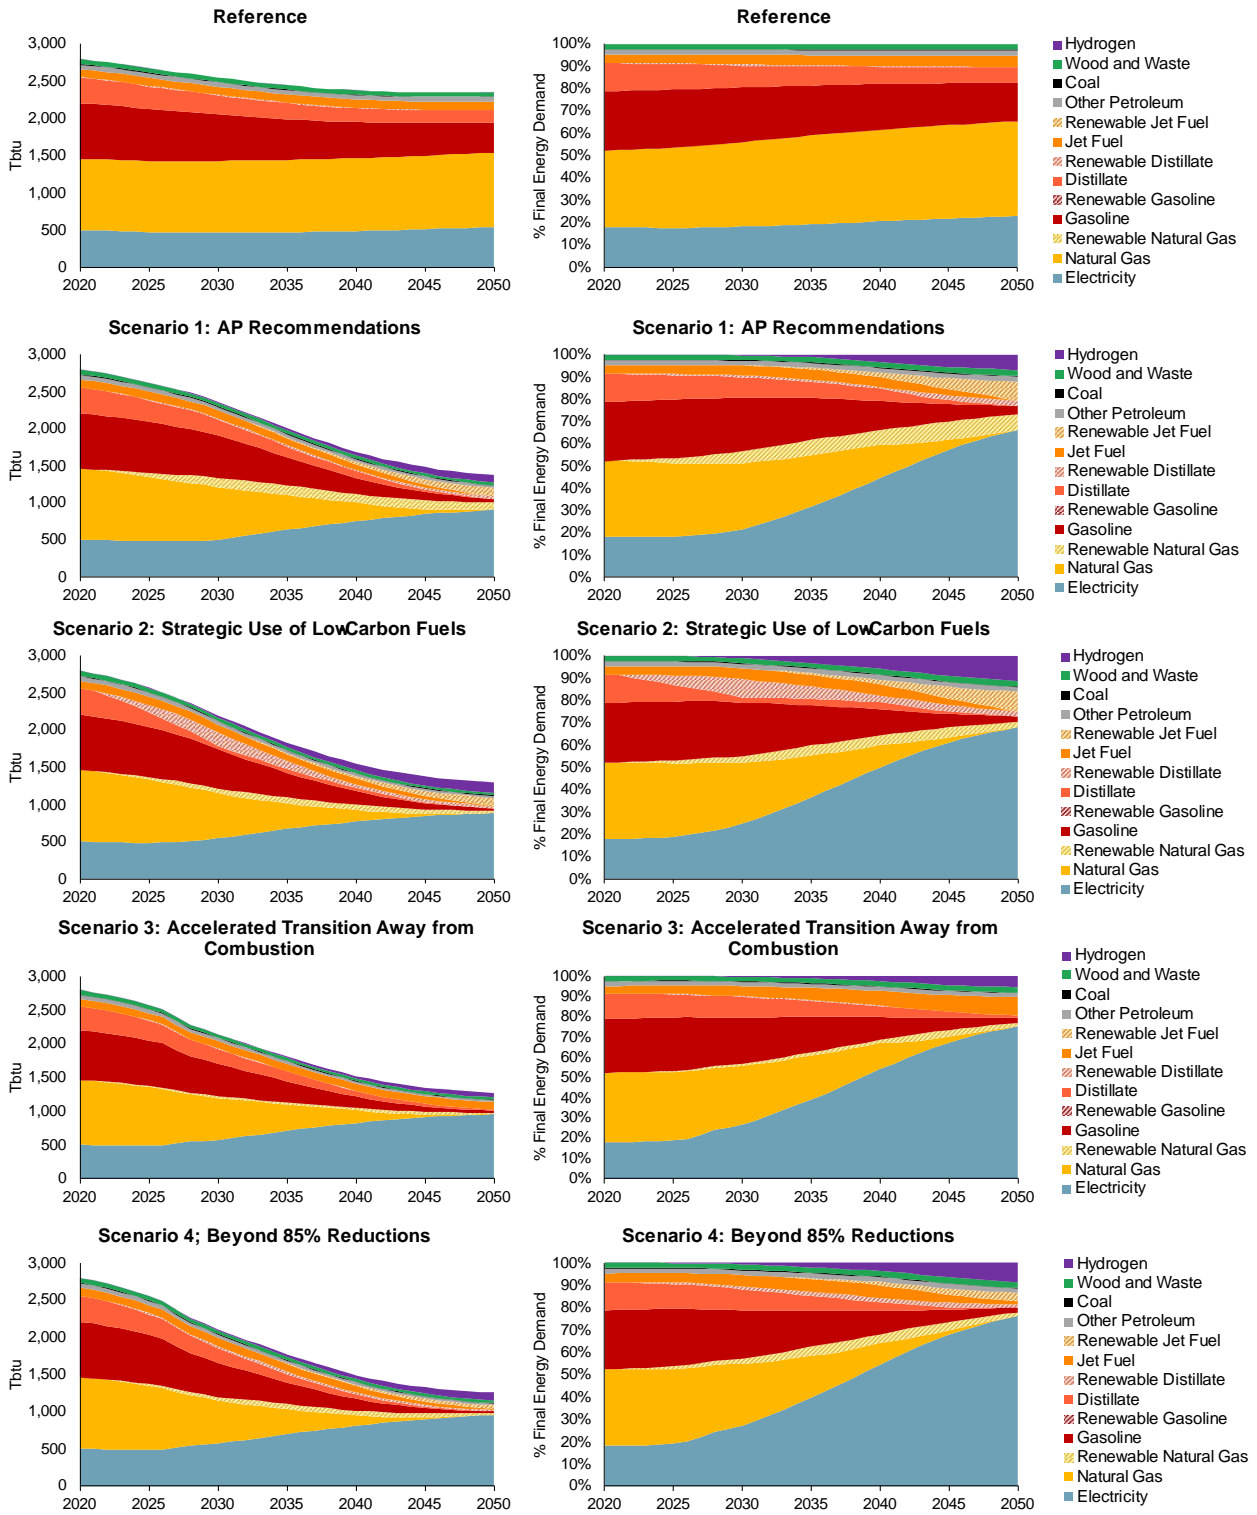 Reference
Reference
3,000
2,500
2,000
1,500
1,000
500
0
Tbtu
2020 2025 2030 2035 2040 2045 2050
100%
90%
80%
70%
60%
50%
40%
30%
20%
10%
0%
% Final Energy Demand
2020 2025 2030 2035 2040 2045 2050
Hydrogen
Wood and Waste
Coal
Other Petroleum
Renewable Jet Fuel
Jet Fuel
Renewable Distillate
Distillate
Renewable Gasoline
Gasoline
Renewable Natural Gas
Natural Gas
Electricity
Scenario 1: AP Recommendations
Scenario 1: AP Recommendations
3,000
2,500
2,000
1,500
1,000
500
0
Tbtu
2020 2025 2030 2035 2040 2045 2050
100%
90%
80%
70%
60%
50%
40%
30%
20%
10%
0%
% Final Energy Demand
2020 2025 2030 2035 2040 2045 2050
Hydrogen
Wood and Waste
Coal
Other Petroleum
Renewable Jet Fuel
Jet Fuel
Renewable Distillate
Distillate
Renewable Gasoline
Gasoline
Renewable Natural Gas
Natural Gas
Electricity
Scenario 2: Strategic Use of Low-Carbon Fuels
Scenario 2: Strategic Use of Low-Carbon Fuels
3,000
2,500
2,000
1,500
1,000
500
0
Tbtu
2020 2025 2030 2035 2040 2045 2050
100%
90%
80%
70%
60%
50%
40%
30%
20%
10%
0%
% Final Energy Demand
2020 2025 2030 2035 2040 2045 2050
Hydrogen
Wood and Waste
Coal
Other Petroleum
Renewable Jet Fuel
Jet Fuel
Renewable Distillate
Distillate
Renewable Gasoline
Gasoline
Renewable Natural Gas
Natural Gas
Electricity
Scenario 3: Accelerated Transition Away from
Combustion
Scenario 3: Accelerated Transition Away from
Combustion
3,000
2,500
2,000
1,500
1,000
500
0
Tbtu
2020 2025 2030 2035 2040 2045 2050
100%
90%
80%
70%
60%
50%
40%
30%
20%
10%
0%
% Final Energy Demand
2020 2025 2030 2035 2040 2045 2050
Hydrogen
Wood and Waste
Coal
Other Petroleum
Renewable Jet Fuel
Jet Fuel
Renewable Distillate
Distillate
Renewable Gasoline
Gasoline
Renewable Natural Gas
Natural Gas
Electricity
Scenario 4; Beyond 85% Reductions
Scenario 4: Beyond 85% Reductions
3,000
2,500
2,000
1,500
1,000
500
0
Tbtu
2020 2025 2030 2035 2040 2045 2050
100%
90%
80%
70%
60%
50%
40%
30%
20%
10%
0%
% Final Energy Demand
2020 2025 2030 2035 2040 2045 2050
Hydrogen
Wood and Waste
Coal
Other Petroleum
Renewable Jet Fuel
Jet Fuel
Renewable Distillate
Distillate
Renewable Gasoline
Gasoline
Renewable Natural Gas
Natural Gas
Electricity